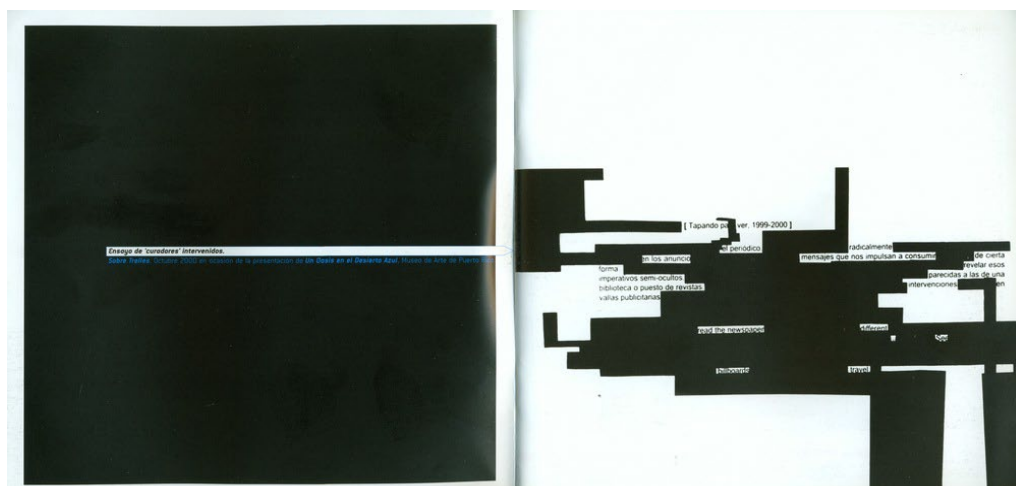 Ensayo de 'curadores' intervenidos.
Sobre Trelles. Octubre 2000 en ocasión de la presentación de Un Oasis en el Desierto Azul. Museo de Arte de Puerto
[ Tapando pa ver, 1999-2000 ]
el periódico. radicalmente
en los anuncio mensajes que nos impulsan a consumir de cierta
forma revelar esos
imperativos semi-ocultos. parecidas a las de una
biblioteca o puesto de revistas. intervenciones en
vallas publicitarias
read the newspaper different
See
billboards travel.